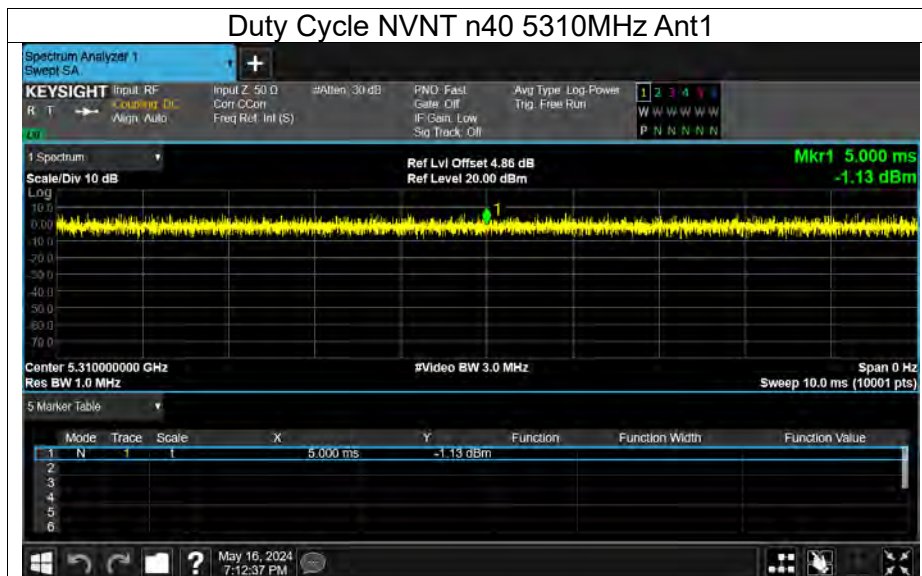 Duty Cycle NVNT n40 5310MHz Ant1
Spectrum Analyzer 1
Swept SA
+
KEYSIGHT Input: RF Input Z: 50 Ω #Atten: 30 dB PNO: Fast Avg Type: Log-Power 1 2 3 4 5 6
R T Coupling: DC Corr CCorr Gate: Off Trig: Free Run W W W W W W
Align: Auto Freq Ref: Int (S) IF Gain: Low
Sig Track: Off P N N N N N
1 Spectrum Ref Lvl Offset 4.86 dB Mkr1 5.000 ms
Scale/Div 10 dB Ref Level 20.00 dBm -1.13 dBm
Log
10.0
0.00
-10.0
-20.0
-30.0
-40.0
-50.0
-60.0
-70.0
1
Center 5.310000000 GHz #Video BW 3.0 MHz Span 0 Hz
Res BW 1.0 MHz Sweep 10.0 ms (10001 pts)
5 Marker Table
Mode Trace Scale X Y Function Function Width Function Value
1 N 1 t 5.000 ms -1.13 dBm
2
3
4
5
6
? May 16, 2024
7:12:37 PM